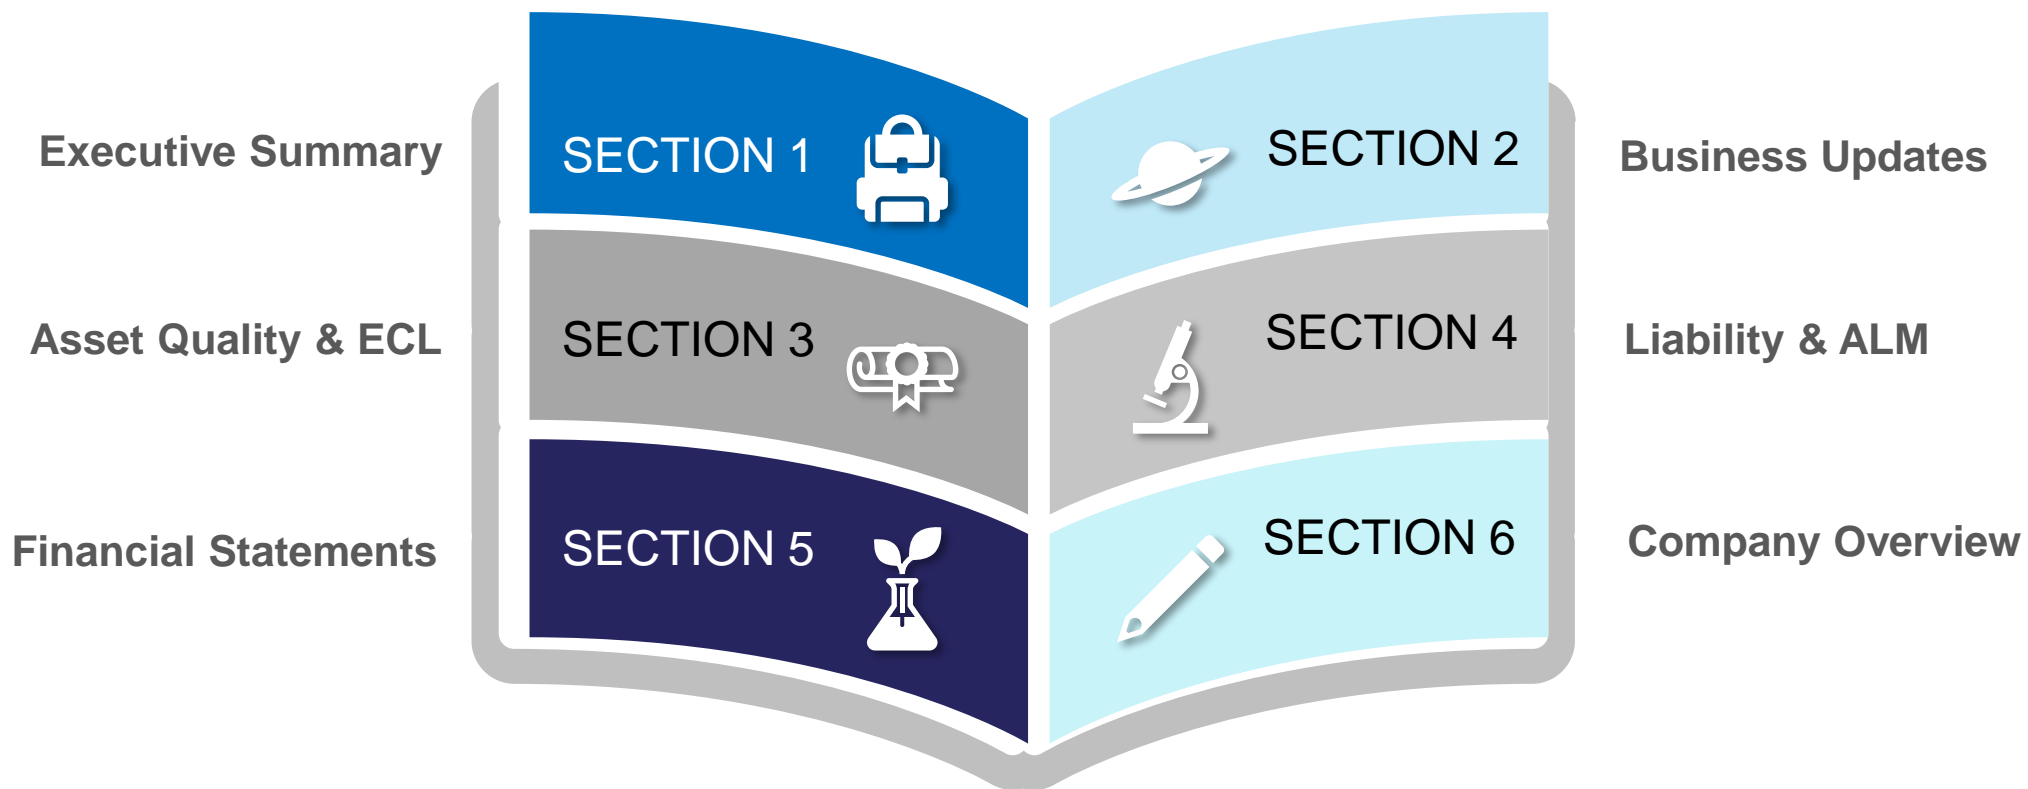 Executive Summary
SECTION 1
SECTION 2
Business Updates
Asset Quality & ECL
SECTION 3
SECTION 4
Liability & ALM
Financial Statements
SECTION 5
SECTION 6
Company Overview